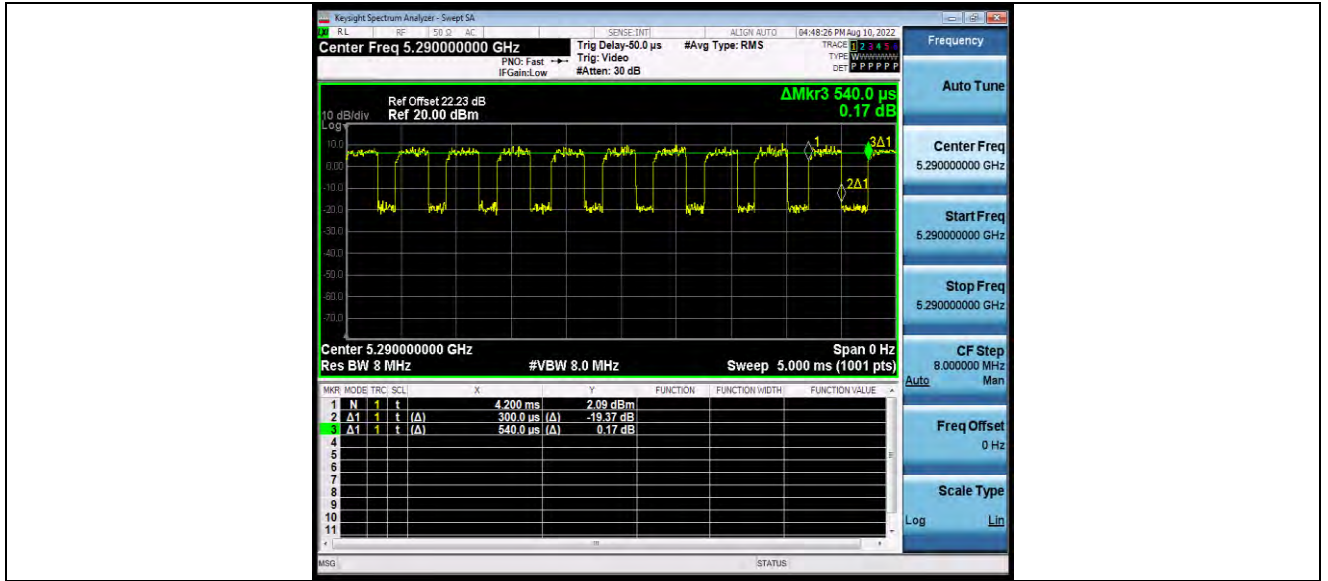 Keysight Spectrum Analyzer - Swept SA
RL RF 50 Ω AC SENSE:INT ALIGN AUTO 04:48:26 PM Aug 10, 2022
Center Freq 5.290000000 GHz
PNO: Fast
IFGain:Low
Trig Delay-50.0 µs
Trig: Video
#Atten: 30 dB
#Avg Type: RMS
TRACE 1 2 3 4 5 6
TYPE WWWWWW
DET P P P P P P
ΔMkr3 540.0 µs
0.17 dB
Ref Offset 22.23 dB
10 dB/div Ref 20.00 dBm
Log
10.0
0.00
-10.0
-20.0
-30.0
-40.0
-50.0
-60.0
-70.0
1
3Δ1
2Δ1
Center 5.290000000 GHz Span 0 Hz
Res BW 8 MHz #VBW 8.0 MHz Sweep 5.000 ms (1001 pts)
MKR MODE TRC SCL X Y FUNCTION FUNCTION WIDTH FUNCTION VALUE
1 N 1 t 4.200 ms 2.09 dBm
2 Δ1 1 t (Δ) 300.0 µs (Δ) -19.37 dB
3 Δ1 1 t (Δ) 540.0 µs (Δ) 0.17 dB
4
5
6
7
8
9
10
11
MSG STATUS
Frequency
Auto Tune
Center Freq
5.290000000 GHz
Start Freq
5.290000000 GHz
Stop Freq
5.290000000 GHz
CF Step
8.000000 MHz
Auto Man
Freq Offset
0 Hz
Scale Type
Log Lin